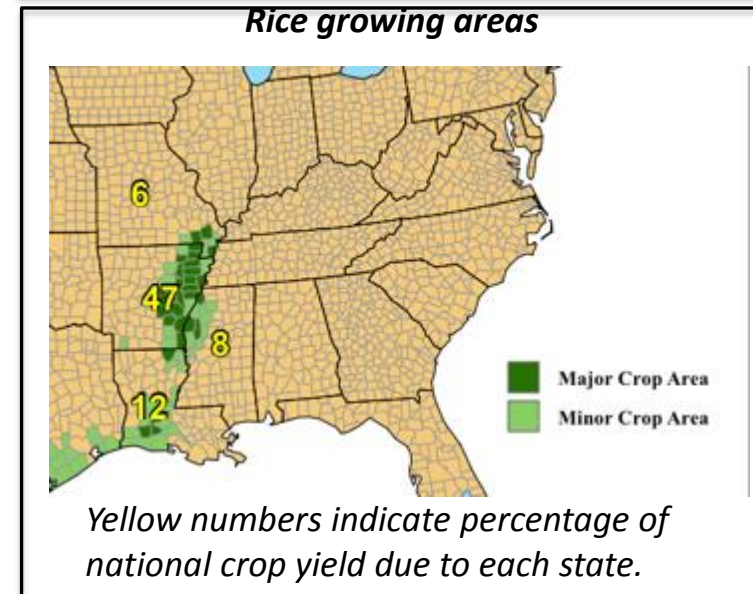 Rice growing areas
6
47
8
12
Major Crop Area
Minor Crop Area
Yellow numbers indicate percentage of
national crop yield due to each state.